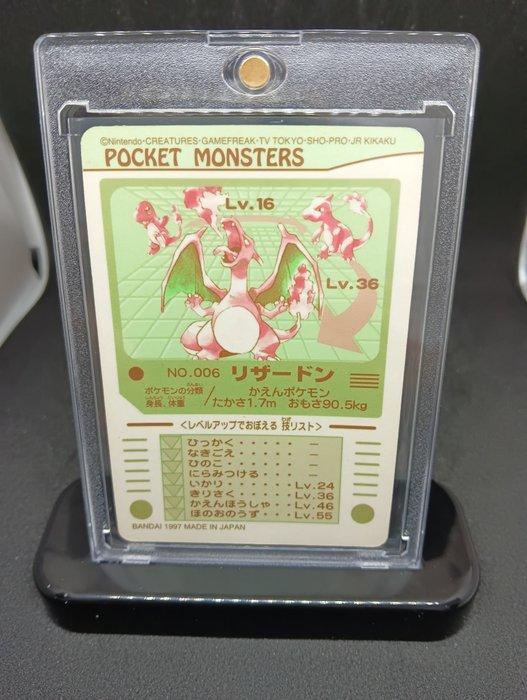 ©Nintendo・CREATURES・GAMEFREAK・TV TOKYO・SHO-PRO・JR KIKAKU
POCKET MONSTERS
Lv.16
Lv.36
NO.006 リザードン
ポケモンの分類 かえんポケモン
身長、体重 /たかさ1.7m おもさ90.5kg
<レベルアップでおぼえる 技リスト>
ひっかく・・・・・・ ー
なきごえ・・・・・・ ー
ひのこ・・・・・・・ ー
にらみつける・・・・ ー
いかり・・・・・・Lv.24
きりさく・・・・・Lv.36
かえんほうしゃ・・Lv.46
ほのおのうず・・・Lv.55
BANDAI 1997 MADE IN JAPAN